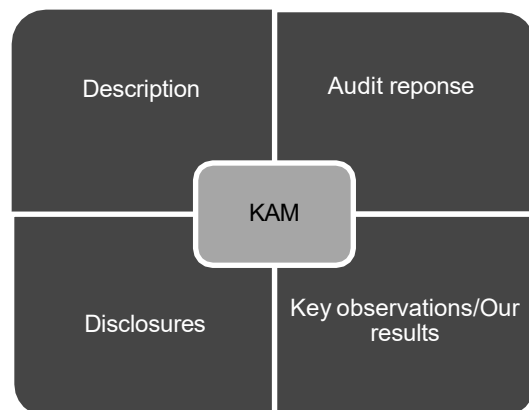 Description
Audit reponse
KAM
Disclosures
Key observations/Our
results